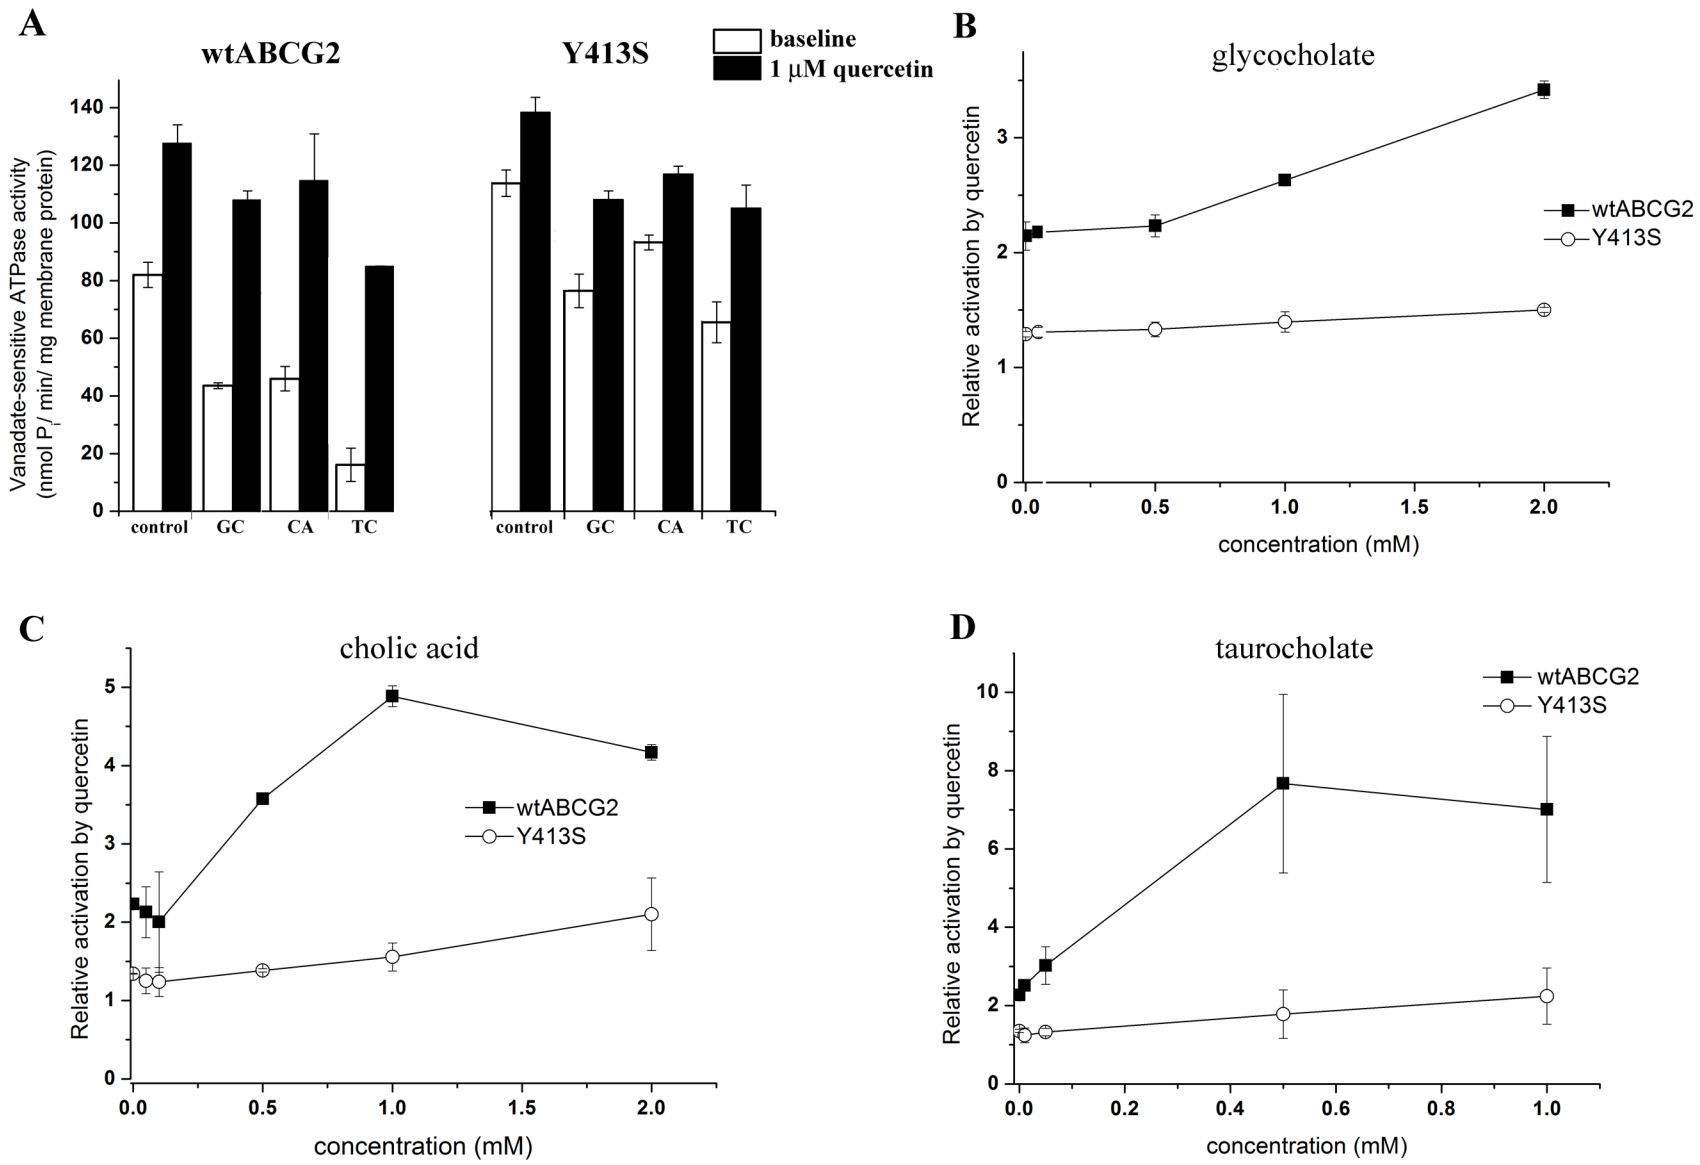 A
wtABCG2
Y413S
baseline
1 μM quercetin
Vanadate-sensitive ATPase activity
(nmol Pi/ min/ mg membrane protein)
140
120
100
80
60
40
20
0
control GC CA TC
control GC CA TC
B
glycocholate
Relative activation by quercetin
3
2
1
0
0.0 0.5 1.0 1.5 2.0
concentration (mM)
wtABCG2
Y413S
C
cholic acid
Relative activation by quercetin
5
4
3
2
1
0
0.0 0.5 1.0 1.5 2.0
concentration (mM)
wtABCG2
Y413S
D
taurocholate
Relative activation by quercetin
10
8
6
4
2
0
0.0 0.2 0.4 0.6 0.8 1.0
concentration (mM)
wtABCG2
Y413S